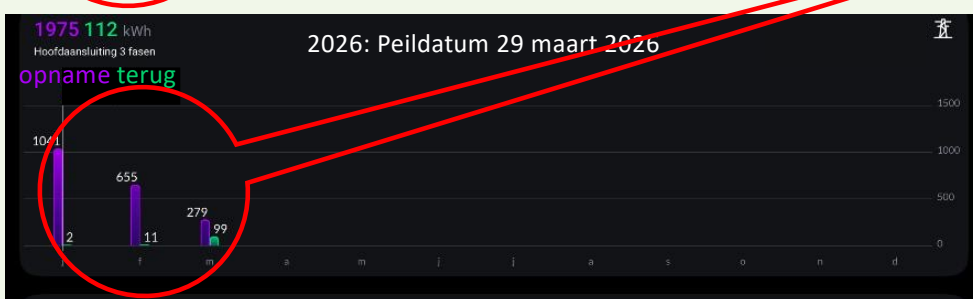 1975 112 kWh
Hoofdaansluiting 3 fasen
2026: Peildatum 29 maart 2026
opname terug
1500
1041
1000
655
500
279
99
2
11
0
j f m a m j j a s o n d